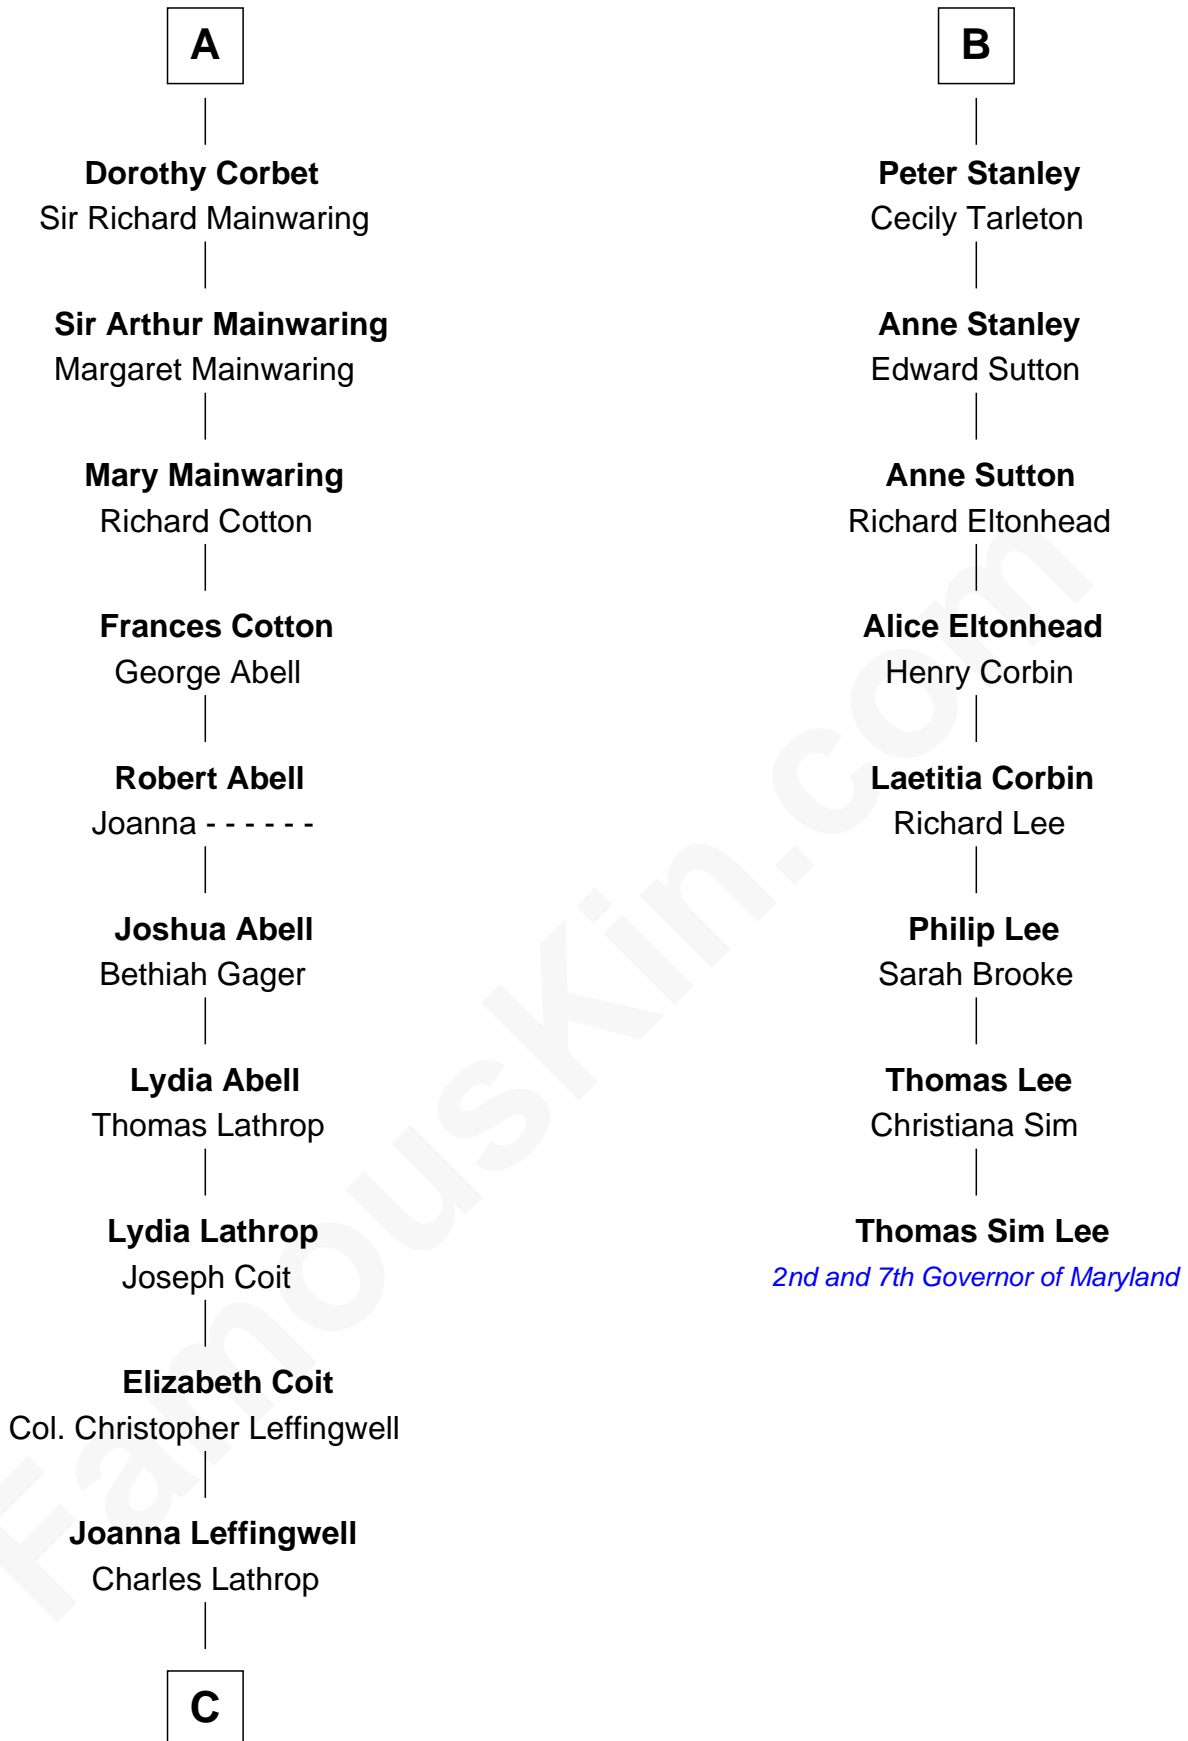 A
Dorothy Corbet
Sir Richard Mainwaring
Sir Arthur Mainwaring
Margaret Mainwaring
Mary Mainwaring
Richard Cotton
Frances Cotton
George Abell
Robert Abell
Joanna - - - - - -
Joshua Abell
Bethiah Gager
Lydia Abell
Thomas Lathrop
Lydia Lathrop
Joseph Coit
Elizabeth Coit
Col. Christopher Leffingwell
Joanna Leffingwell
Charles Lathrop
C
B
Peter Stanley
Cecily Tarleton
Anne Stanley
Edward Sutton
Anne Sutton
Richard Eltonhead
Alice Eltonhead
Henry Corbin
Laetitia Corbin
Richard Lee
Philip Lee
Sarah Brooke
Thomas Lee
Christiana Sim
Thomas Sim Lee
2nd and 7th Governor of Maryland
FamousKin.com